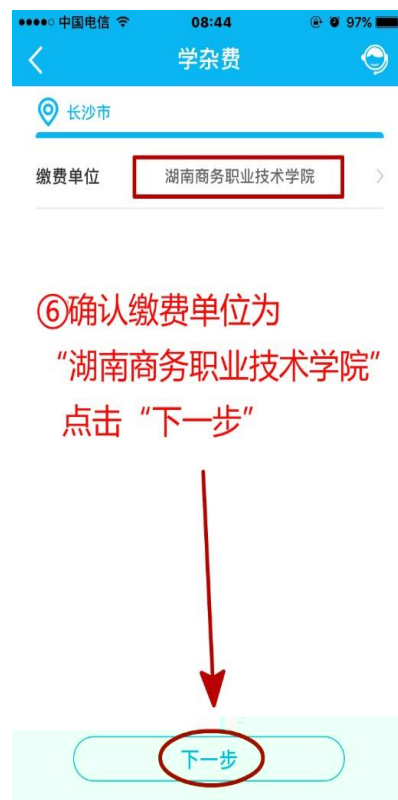 中国电信 08:44 97%
学杂费
长沙市
缴费单位 湖南商务职业技术学院
⑥确认缴费单位为
“湖南商务职业技术学院”
点击“下一步”
下一步